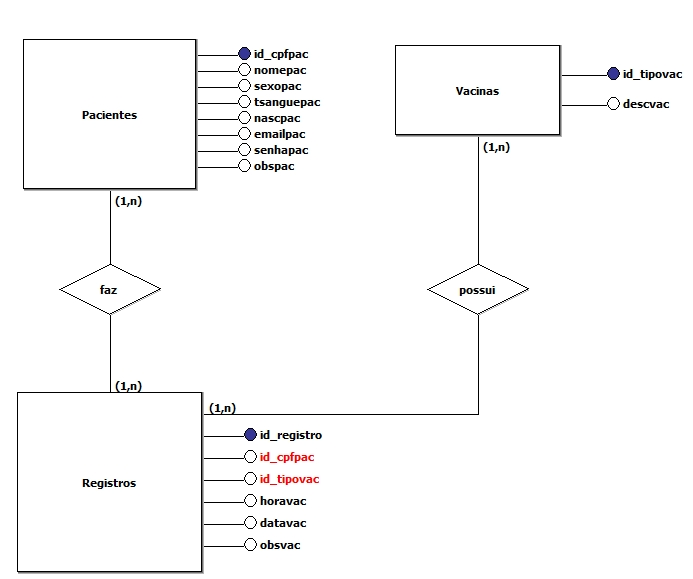 Pacientes
id_cpfpac
nomepac
sexopac
tsanguepac
nascpac
emailpac
senhapac
obspac
(1,n)
Vacinas
id_tipovac
descvac
(1,n)
faz
possui
(1,n)
(1,n)
Registros
id_registro
id_cpfpac
id_tipovac
horavac
datavac
obsvac